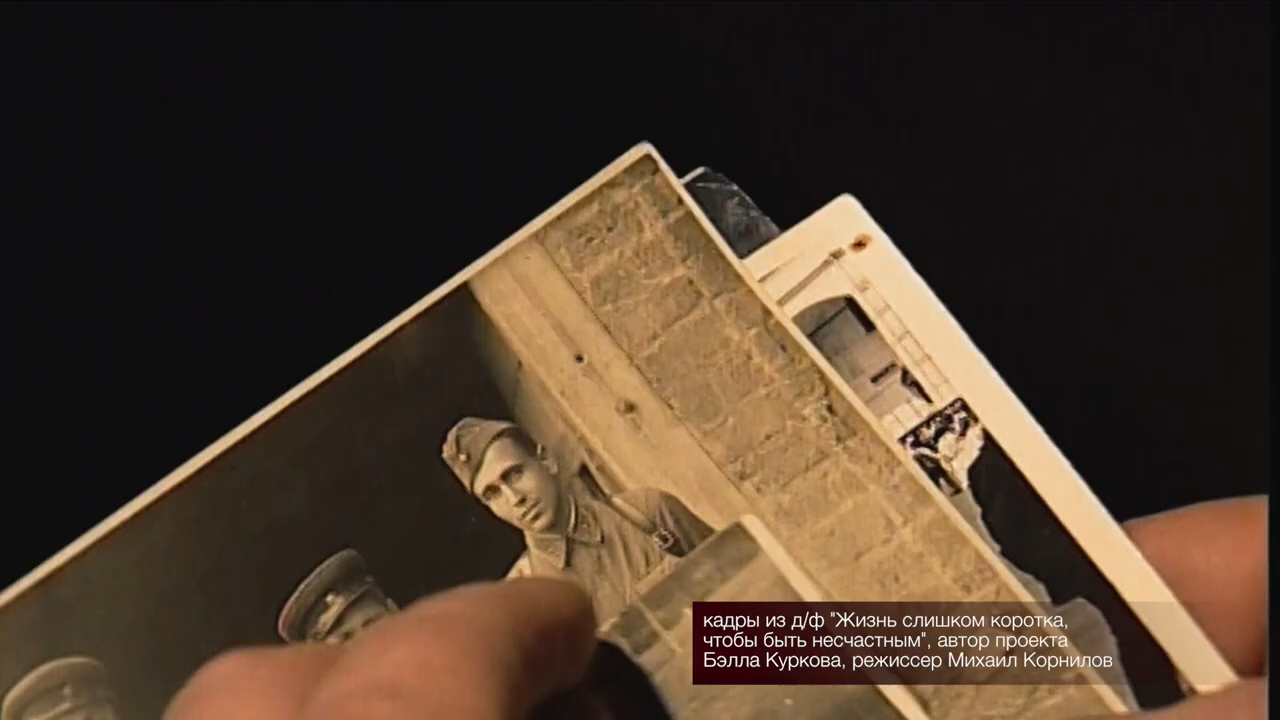 кадры из д/ф "Жизнь слишком коротка,
чтобы быть несчастным", автор проекта
Бэлла Куркова, режиссер Михаил Корнилов